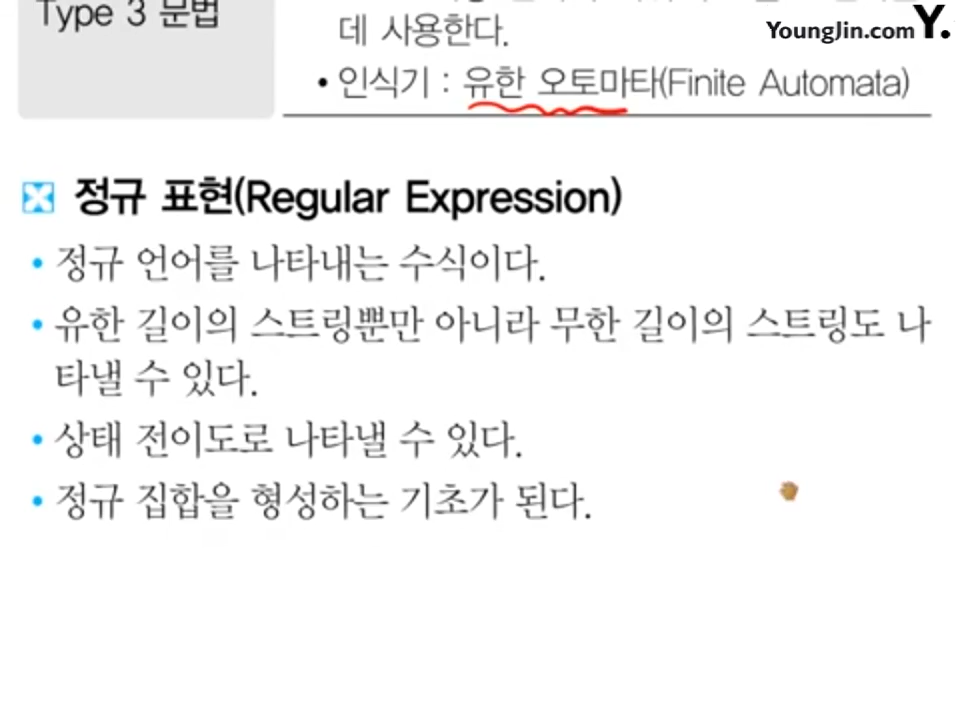 Type 3 문법
데 사용한다.
YoungJin.com Y.
• 인식기 : 유한 오토마타(Finite Automata)
정규 표현(Regular Expression)
• 정규 언어를 나타내는 수식이다.
• 유한 길이의 스트링뿐만 아니라 무한 길이의 스트링도 나
타낼 수 있다.
• 상태 전이도로 나타낼 수 있다.
• 정규 집합을 형성하는 기초가 된다.